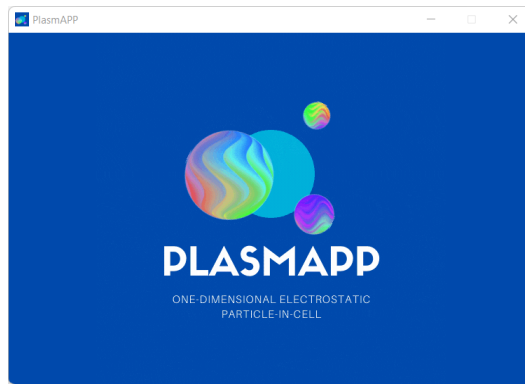 PlasmAPP
PLASMAPP
ONE-DIMENSIONAL ELECTROSTATIC
PARTICLE-IN-CELL